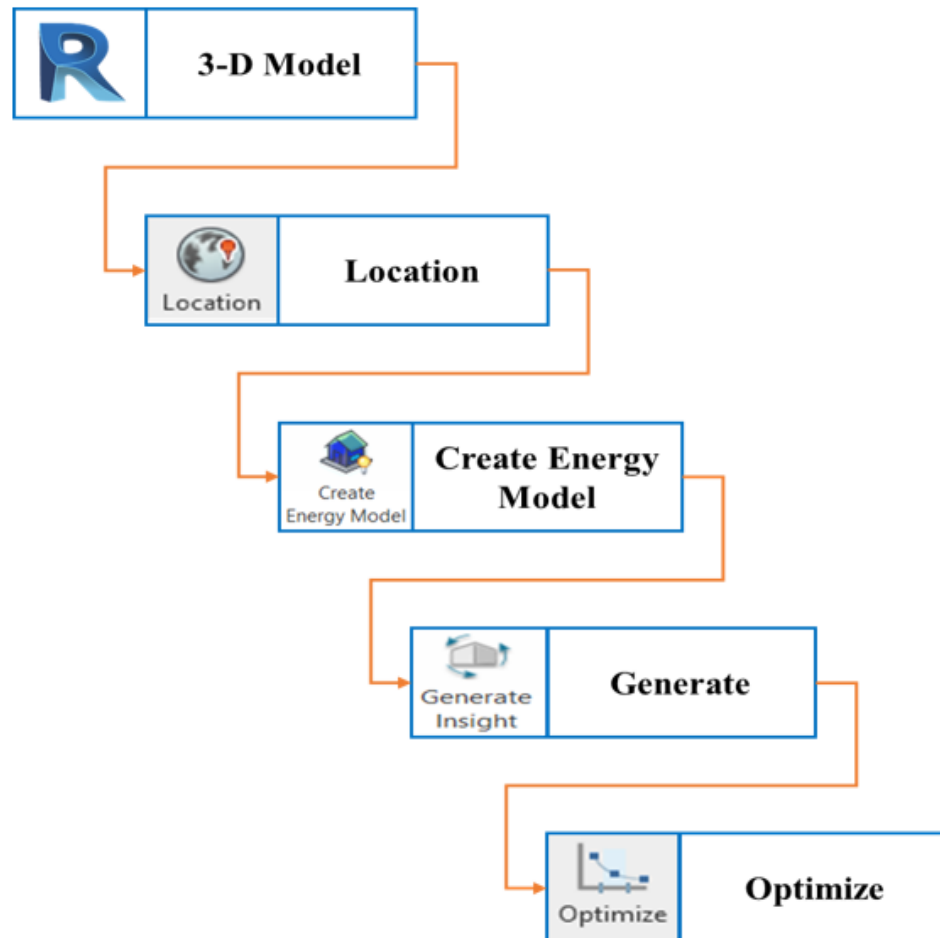 R
3-D Model
Location
Location
Create
Energy Model
Create Energy
Model
Generate
Insight
Generate
Optimize
Optimize